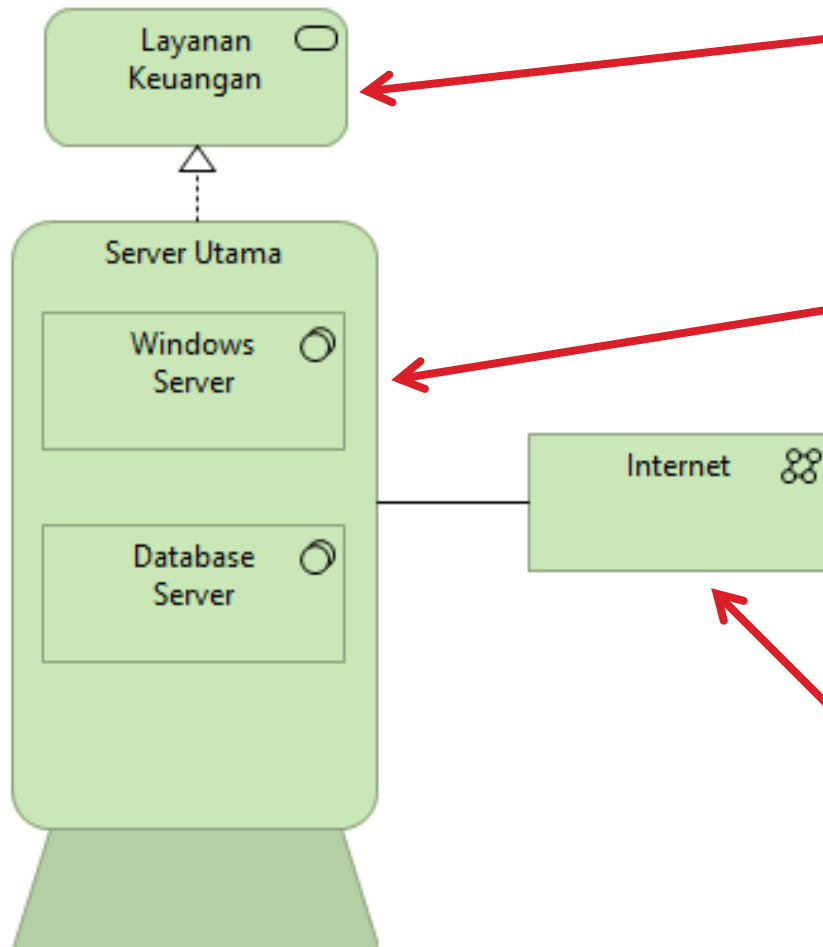 Layanan
Keuangan
Server Utama
Windows
Server
Internet
Database
Server